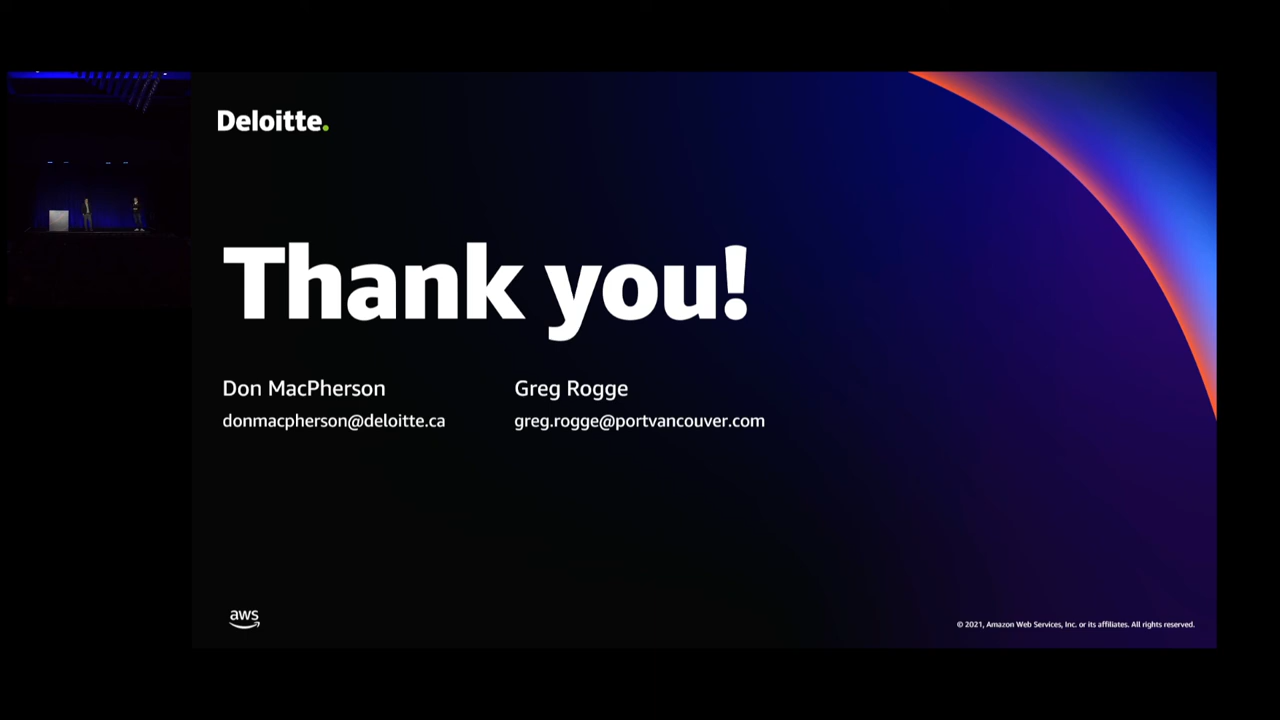 Deloitte.
Thank you!
Don MacPherson
donmacpherson@deloitte.ca
Greg Rogge
greg.rogge@portvancouver.com
aws
© 2021, Amazon Web Services, Inc. or its affiliates. All rights reserved.